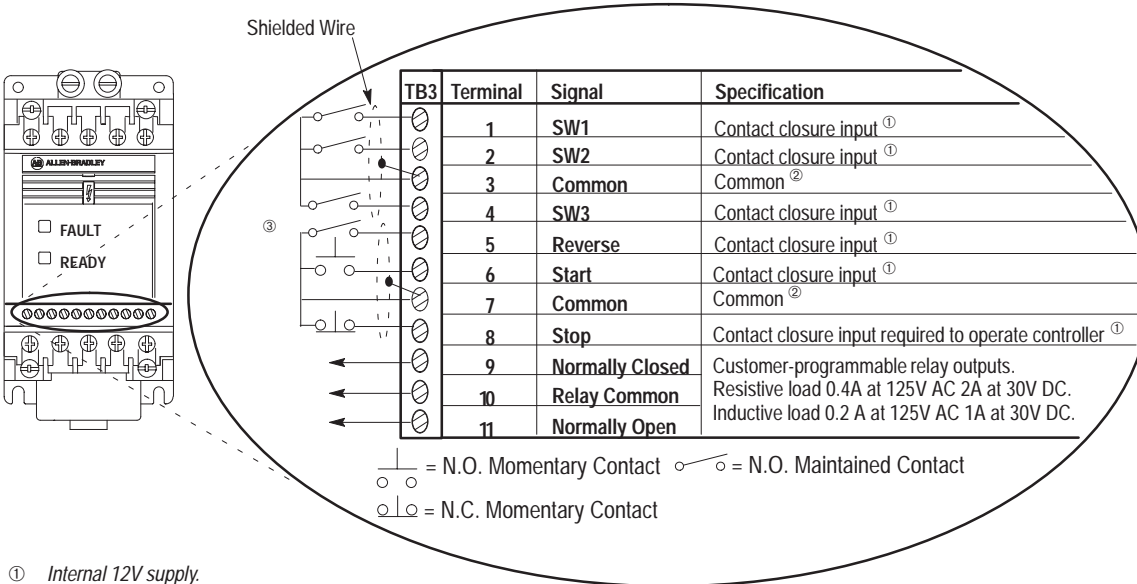 Shielded Wire
TB3 Terminal Signal Specification
1 SW1 Contact closure input ①
2 SW2 Contact closure input ①
3 Common Common ②
4 SW3 Contact closure input ①
③
5 Reverse Contact closure input ①
6 Start Contact closure input ①
7 Common Common ②
8 Stop Contact closure input required to operate controller ①
9 Normally Closed Customer-programmable relay outputs.
10 Relay Common Resistive load 0.4A at 125V AC 2A at 30V DC.
11 Normally Open Inductive load 0.2 A at 125V AC 1A at 30V DC.
AB ALLEN-BRADLEY
FAULT
READY
= N.O. Momentary Contact = N.O. Maintained Contact
= N.C. Momentary Contact
① Internal 12V supply.